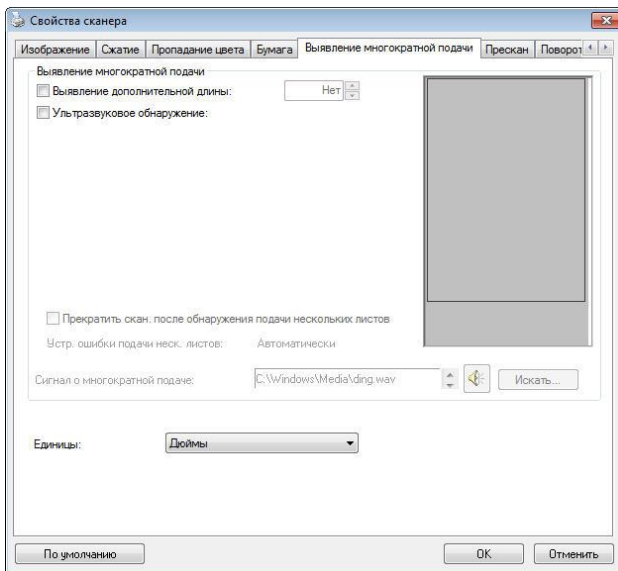 Свойства сканера
Изображение Сжатие Пропадание цвета Бумага Выявление многократной подачи Прескан Поворот
Выявление многократной подачи
Выявление дополнительной длины: Нет
Ультразвуковое обнаружение:
Прекратить скан. после обнаружения подачи нескольких листов
Устр. ошибки подачи неск. листов: Автоматически
Сигнал о многократной подаче: C:\Windows\Media\ding.wav Искать...
Единицы: Дюймы
По умолчанию OK Отменить